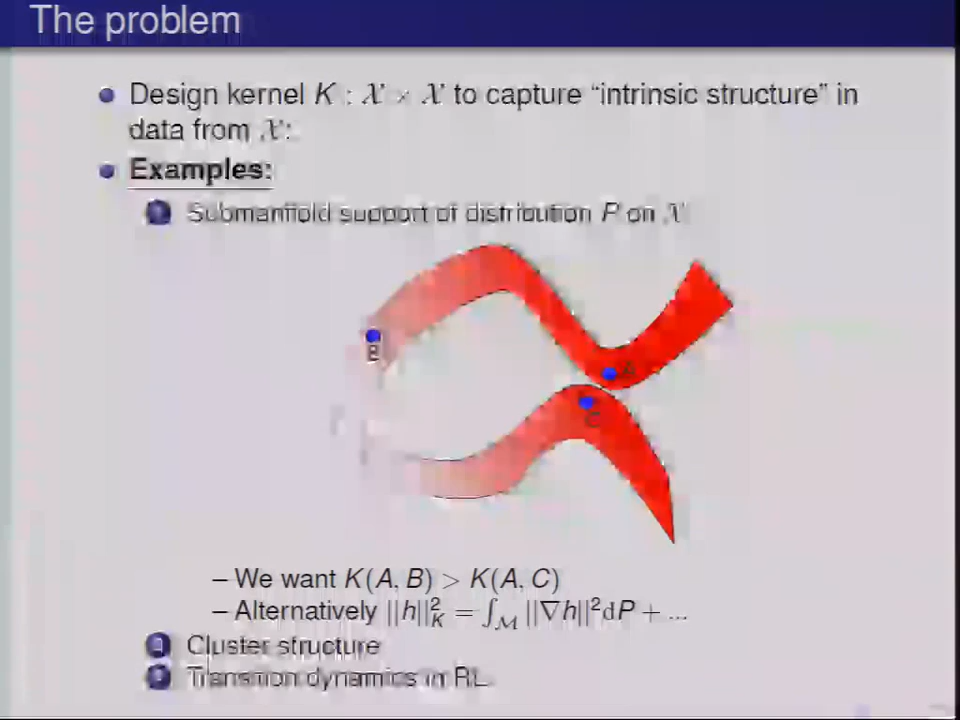 The problem
Design kernel K : 𝒳 × 𝒳 to capture “intrinsic structure” in
data from 𝒳:
Examples:
Submanifold support of distribution P on 𝒳
B
A
C
– We want K(A, B) > K(A, C)
– Alternatively ||h||²_K = ∫_ℳ ||∇h||²dP + ...
Cluster structure
Transition dynamics in RL